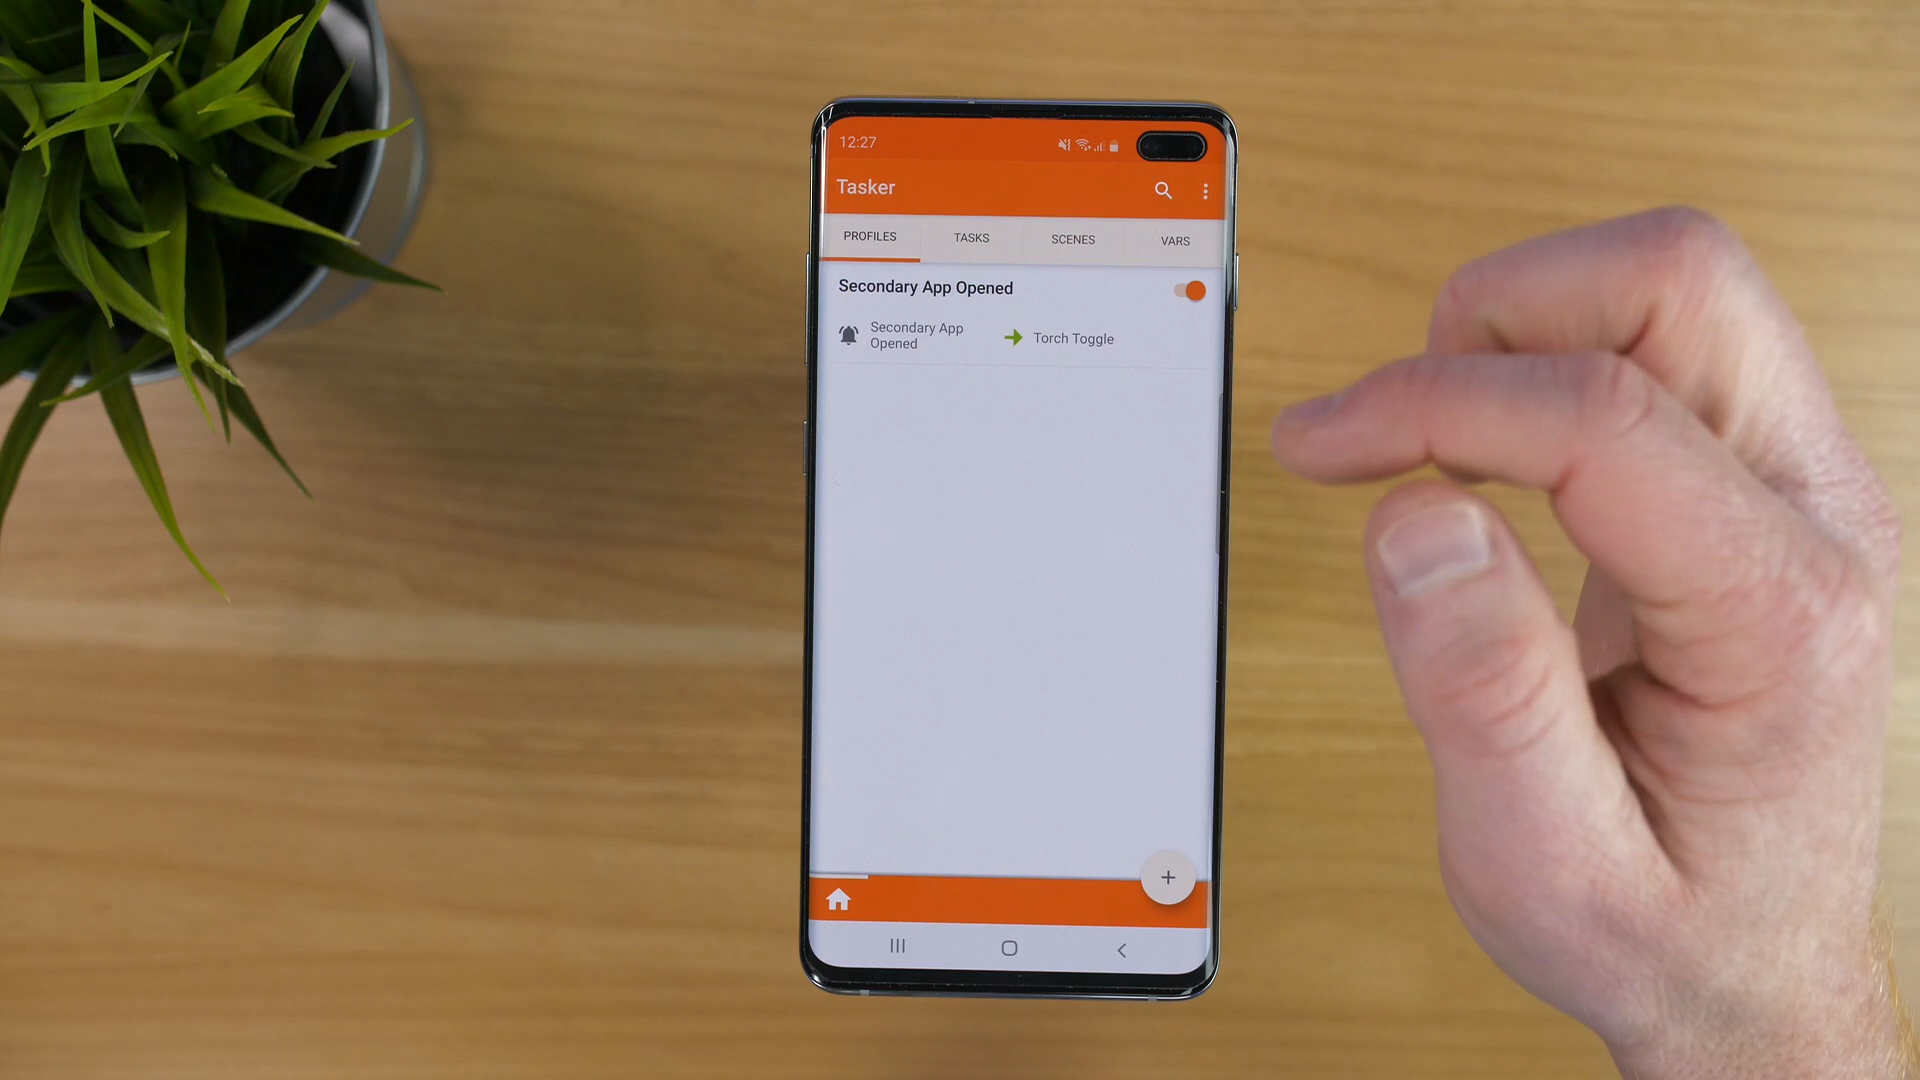 12:27
Tasker
PROFILES TASKS SCENES VARS
Secondary App Opened
Secondary App
Opened
Torch Toggle